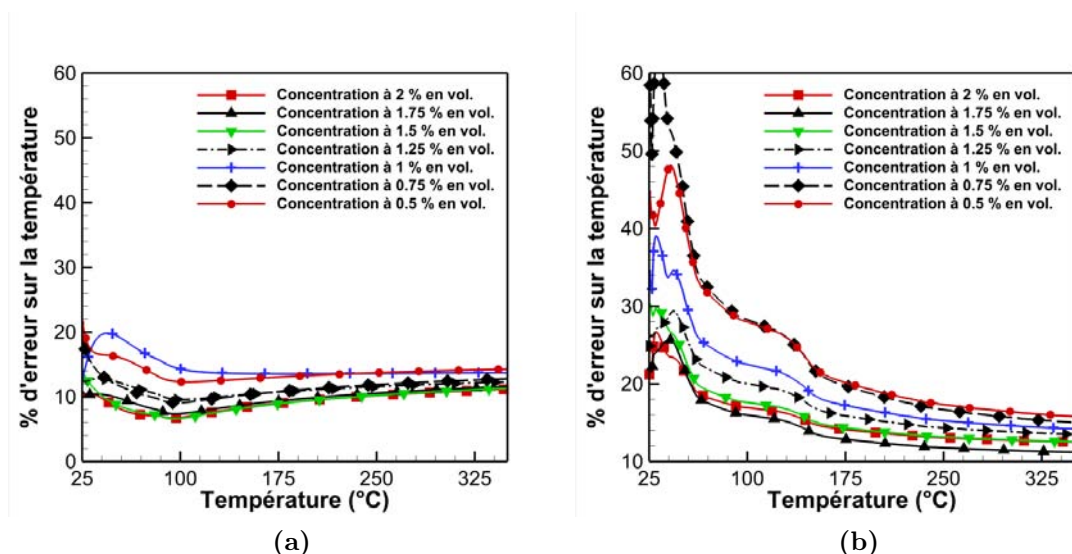 60
50
40
30
20
10
0
% d'erreur sur la température
Concentration à 2 % en vol.
Concentration à 1.75 % en vol.
Concentration à 1.5 % en vol.
Concentration à 1.25 % en vol.
Concentration à 1 % en vol.
Concentration à 0.75 % en vol.
Concentration à 0.5 % en vol.
25 100 175 250 325
Température (°C)
(a)
60
50
40
30
20
10
% d'erreur sur la température
Concentration à 2 % en vol.
Concentration à 1.75 % en vol.
Concentration à 1.5 % en vol.
Concentration à 1.25 % en vol.
Concentration à 1 % en vol.
Concentration à 0.75 % en vol.
Concentration à 0.5 % en vol.
25 100 175 250 325
Température (°C)
(b)